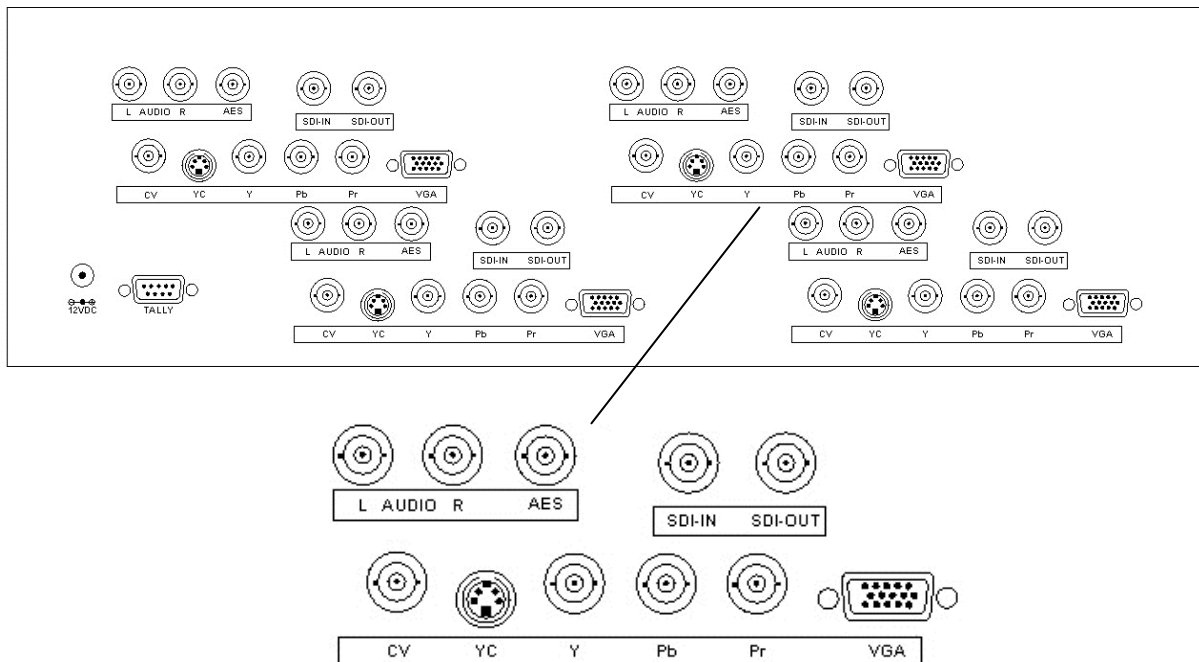 L AUDIO R AES SDI-IN SDI-OUT L AUDIO R AES SDI-IN SDI-OUT
CV YC Y Pb Pr VGA CV YC Y Pb Pr VGA
L AUDIO R AES SDI-IN SDI-OUT L AUDIO R AES SDI-IN SDI-OUT
12VDC TALLY
CV YC Y Pb Pr VGA CV YC Y Pb Pr VGA
L AUDIO R AES
SDI-IN SDI-OUT
CV YC Y Pb Pr VGA